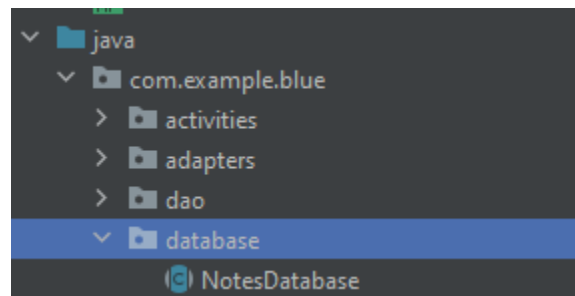 java
com.example.blue
activities
adapters
dao
database
NotesDatabase